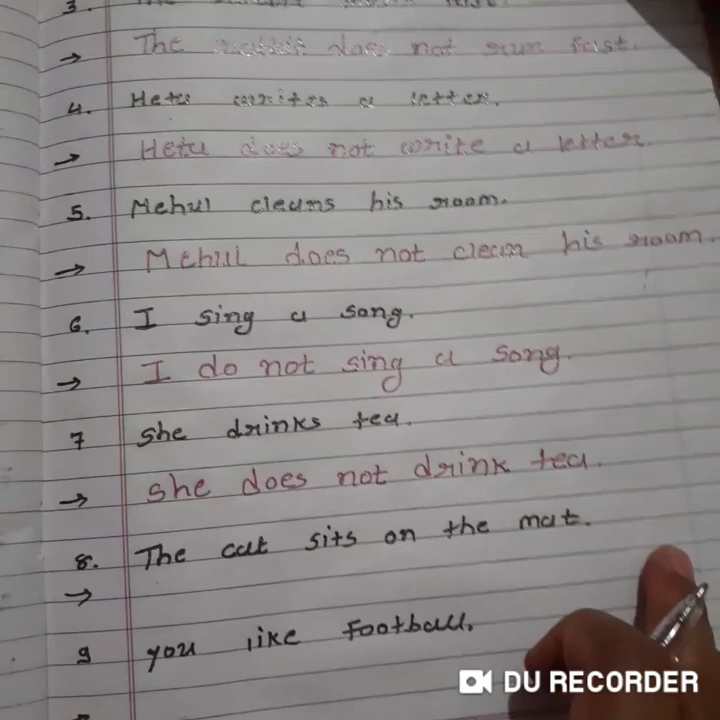 3.
→ The rabbit does not run fast.
4. Hetu writes a letter.
→ Hetu does not write a letter.
5. Mehul cleans his room.
→ Mehul does not clean his room.
6. I sing a song.
→ I do not sing a song.
7 She drinks tea.
→ She does not drink tea.
8. The cat sits on the mat.
→
9 you like Football.
DU RECORDER